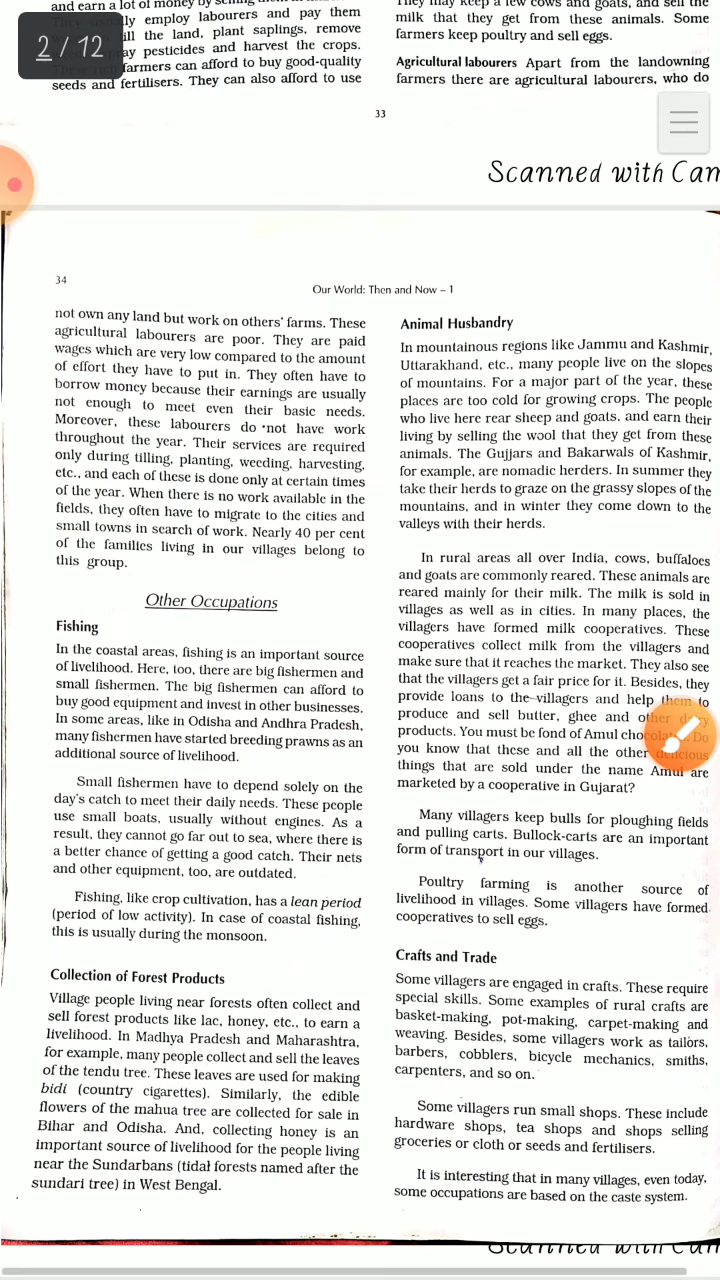 and earn a lot of money by selling
They usually employ labourers and pay them
till the land, plant saplings, remove
pesticides and harvest the crops.
farmers can afford to buy good-quality
seeds and fertilisers. They can also afford to use
2 / 12
They may keep a few cows and goats, and sell the
milk that they get from these animals. Some
farmers keep poultry and sell eggs.
Agricultural labourers Apart from the landowning
farmers there are agricultural labourers, who do
33
Scanned with Cam
34
Our World: Then and Now – 1
not own any land but work on others' farms. These
agricultural labourers are poor. They are paid
wages which are very low compared to the amount
of effort they have to put in. They often have to
borrow money because their earnings are usually
not enough to meet even their basic needs.
Moreover, these labourers do not have work
throughout the year. Their services are required
only during tilling, planting, weeding, harvesting,
etc., and each of these is done only at certain times
of the year. When there is no work available in the
fields, they often have to migrate to the cities and
small towns in search of work. Nearly 40 per cent
of the families living in our villages belong to
this group.
Other Occupations
Fishing
In the coastal areas, fishing is an important source
of livelihood. Here, too, there are big fishermen and
small fishermen. The big fishermen can afford to
buy good equipment and invest in other businesses.
In some areas, like in Odisha and Andhra Pradesh,
many fishermen have started breeding prawns as an
additional source of livelihood.
Small fishermen have to depend solely on the
day's catch to meet their daily needs. These people
use small boats, usually without engines. As a
result, they cannot go far out to sea, where there is
a better chance of getting a good catch. Their nets
and other equipment, too, are outdated.
Fishing, like crop cultivation, has a lean period
(period of low activity). In case of coastal fishing,
this is usually during the monsoon.
Collection of Forest Products
Village people living near forests often collect and
sell forest products like lac, honey, etc., to earn a
livelihood. In Madhya Pradesh and Maharashtra,
for example, many people collect and sell the leaves
of the tendu tree. These leaves are used for making
bidi (country cigarettes). Similarly, the edible
flowers of the mahua tree are collected for sale in
Bihar and Odisha. And, collecting honey is an
important source of livelihood for the people living
near the Sundarbans (tidal forests named after the
sundari tree) in West Bengal.
Animal Husbandry
In mountainous regions like Jammu and Kashmir,
Uttarakhand, etc., many people live on the slopes
of mountains. For a major part of the year, these
places are too cold for growing crops. The people
who live here rear sheep and goats, and earn their
living by selling the wool that they get from these
animals. The Gujjars and Bakarwals of Kashmir,
for example, are nomadic herders. In summer they
take their herds to graze on the grassy slopes of the
mountains, and in winter they come down to the
valleys with their herds.
In rural areas all over India, cows, buffaloes
and goats are commonly reared. These animals are
reared mainly for their milk. The milk is sold in
villages as well as in cities. In many places, the
villagers have formed milk cooperatives. These
cooperatives collect milk from the villagers and
make sure that it reaches the market. They also see
that the villagers get a fair price for it. Besides, they
provide loans to the villagers and help them to
produce and sell butter, ghee and other dairy
products. You must be fond of Amul chocolates. Do
you know that these and all the other delicious
things that are sold under the name Amul are
marketed by a cooperative in Gujarat?
Many villagers keep bulls for ploughing fields
and pulling carts. Bullock-carts are an important
form of transport in our villages.
Poultry farming is another source of
livelihood in villages. Some villagers have formed
cooperatives to sell eggs.
Crafts and Trade
Some villagers are engaged in crafts. These require
special skills. Some examples of rural crafts are
basket-making, pot-making, carpet-making and
weaving. Besides, some villagers work as tailors,
barbers, cobblers, bicycle mechanics, smiths,
carpenters, and so on.
Some villagers run small shops. These include
hardware shops, tea shops and shops selling
groceries or cloth or seeds and fertilisers.
It is interesting that in many villages, even today,
some occupations are based on the caste system.
Scanned with Cam